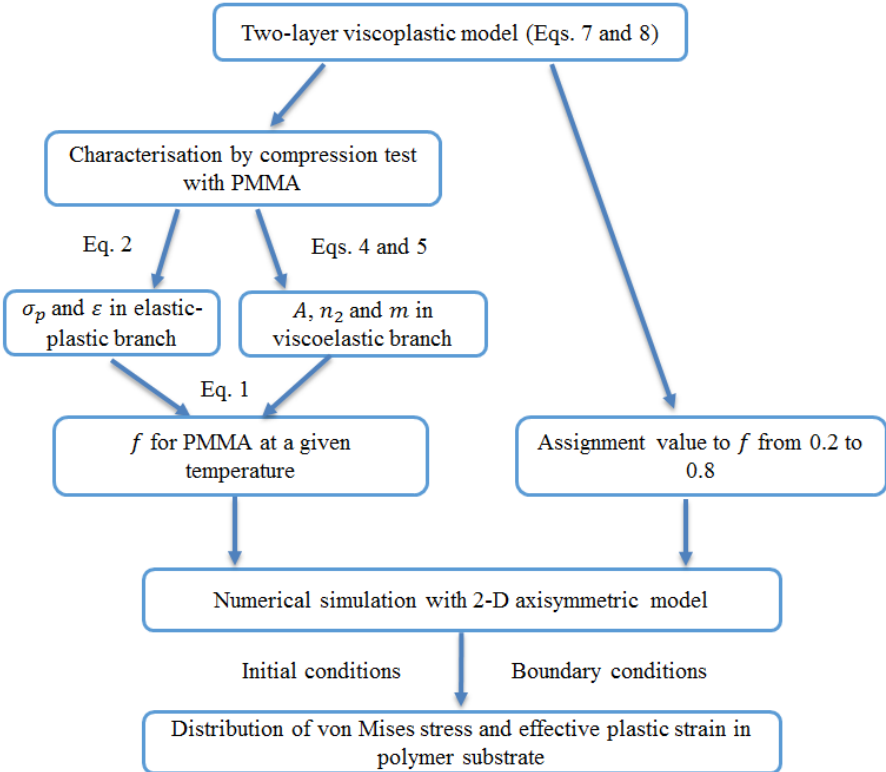 Two-layer viscoplastic model (Eqs. 7 and 8)
Characterisation by compression test
with PMMA
Eq. 2
Eqs. 4 and 5
σₚ and ε in elastic-
plastic branch
A, n₂ and m in
viscoelastic branch
Eq. 1
f for PMMA at a given
temperature
Assignment value to f from 0.2 to
0.8
Numerical simulation with 2-D axisymmetric model
Initial conditions
Boundary conditions
Distribution of von Mises stress and effective plastic strain in
polymer substrate